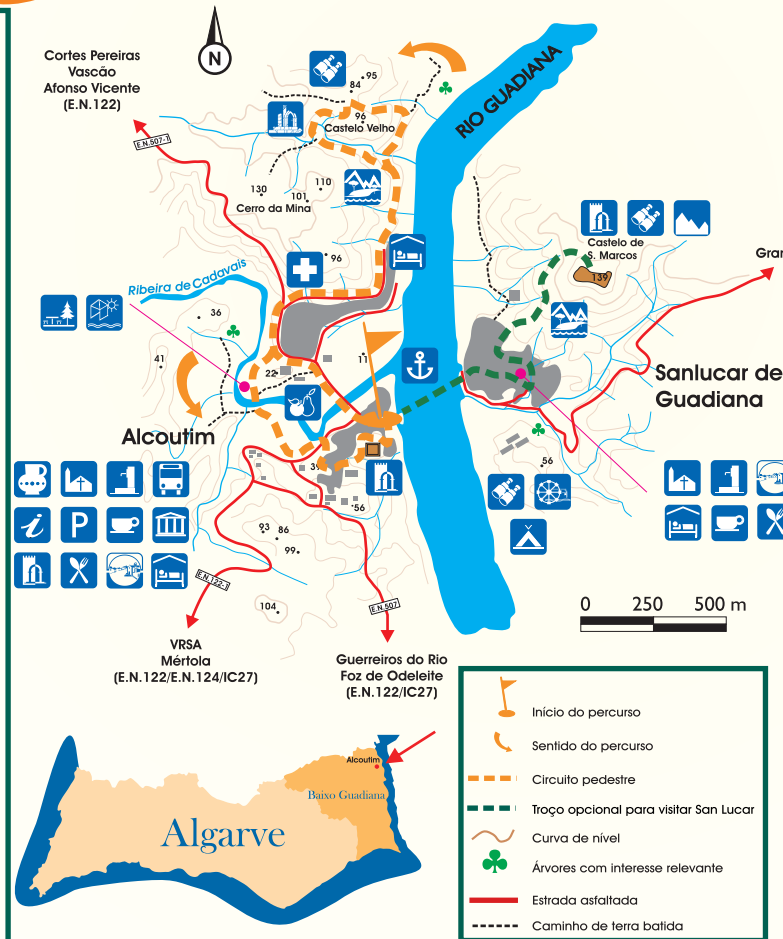 Cortes Pereiras
Vascão
Afonso Vicente
(E.N.122)
N
E.N.507-1
95
84
96
Castelo Velho
RIO GUADIANA
130
110
101
Cerro da Mina
96
Ribeira de Cadavais
36
41
22
11
Castelo de
S. Marcos
139
Gran
Sanlucar de
Guadiana
Alcoutim
39
56
56
i
P
93
86
99
104
E.N.122-1
E.N.507
0 250 500 m
VRSA
Mértola
(E.N.122/E.N.124/IC27)
Guerreiros do Rio
Foz de Odeleite
(E.N.122/IC27)
Alcoutim
Baixo Guadiana
Algarve
Início do percurso
Sentido do percurso
Circuito pedestre
Troço opcional para visitar San Lucar
Curva de nível
Árvores com interesse relevante
Estrada asfaltada
Caminho de terra batida